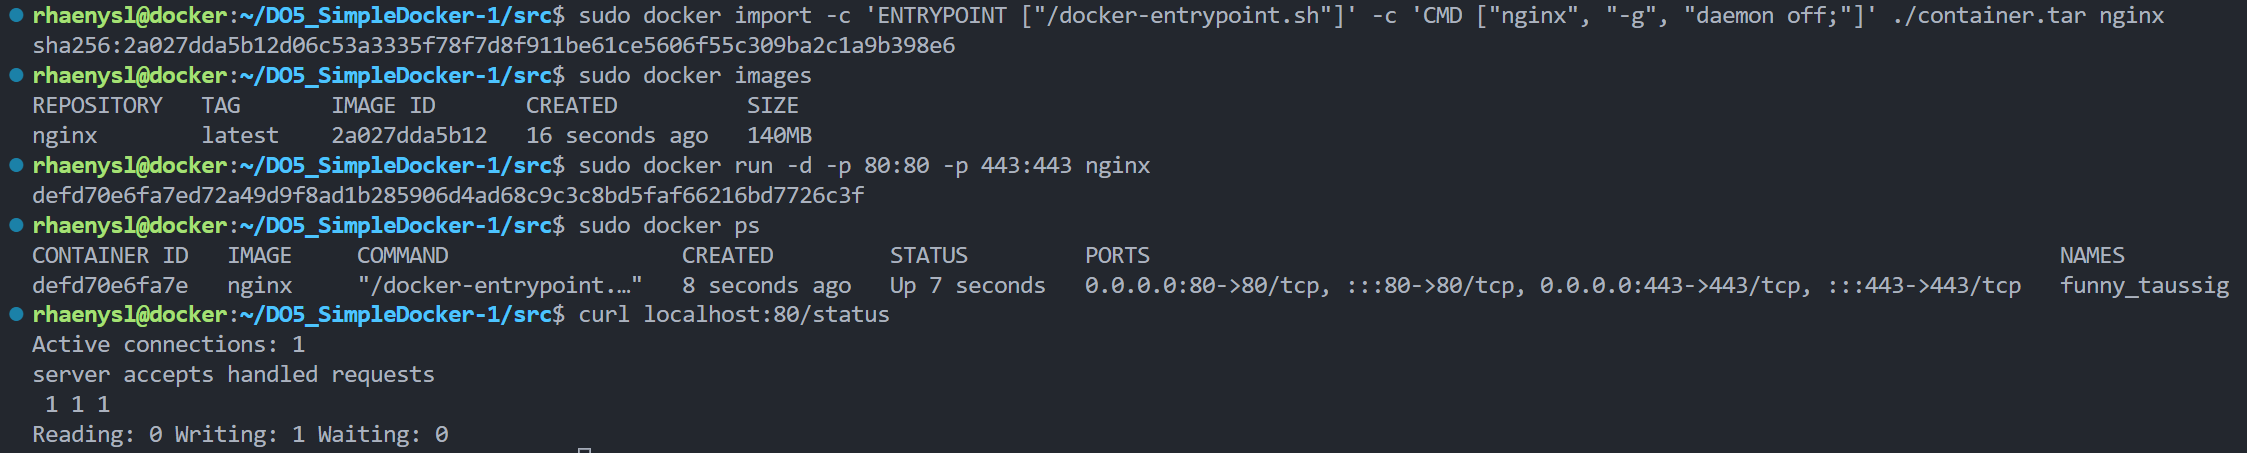 rhaenysl@docker:~/DO5_SimpleDocker-1/src$ sudo docker import -c 'ENTRYPOINT ["/docker-entrypoint.sh"]' -c 'CMD ["nginx", "-g", "daemon off;"]' ./container.tar nginx
sha256:2a027dda5b12d06c53a3335f78f7d8f911be61ce5606f55c309ba2c1a9b398e6
rhaenysl@docker:~/DO5_SimpleDocker-1/src$ sudo docker images
REPOSITORY   TAG       IMAGE ID       CREATED          SIZE
nginx        latest    2a027dda5b12   16 seconds ago   140MB
rhaenysl@docker:~/DO5_SimpleDocker-1/src$ sudo docker run -d -p 80:80 -p 443:443 nginx
defd70e6fa7ed72a49d9f8ad1b285906d4ad68c9c3c8bd5faf66216bd7726c3f
rhaenysl@docker:~/DO5_SimpleDocker-1/src$ sudo docker ps
CONTAINER ID   IMAGE     COMMAND                  CREATED         STATUS         PORTS                                                                      NAMES
defd70e6fa7e   nginx     "/docker-entrypoint.…"   8 seconds ago   Up 7 seconds   0.0.0.0:80->80/tcp, :::80->80/tcp, 0.0.0.0:443->443/tcp, :::443->443/tcp   funny_taussig
rhaenysl@docker:~/DO5_SimpleDocker-1/src$ curl localhost:80/status
Active connections: 1
server accepts handled requests
 1 1 1
Reading: 0 Writing: 1 Waiting: 0